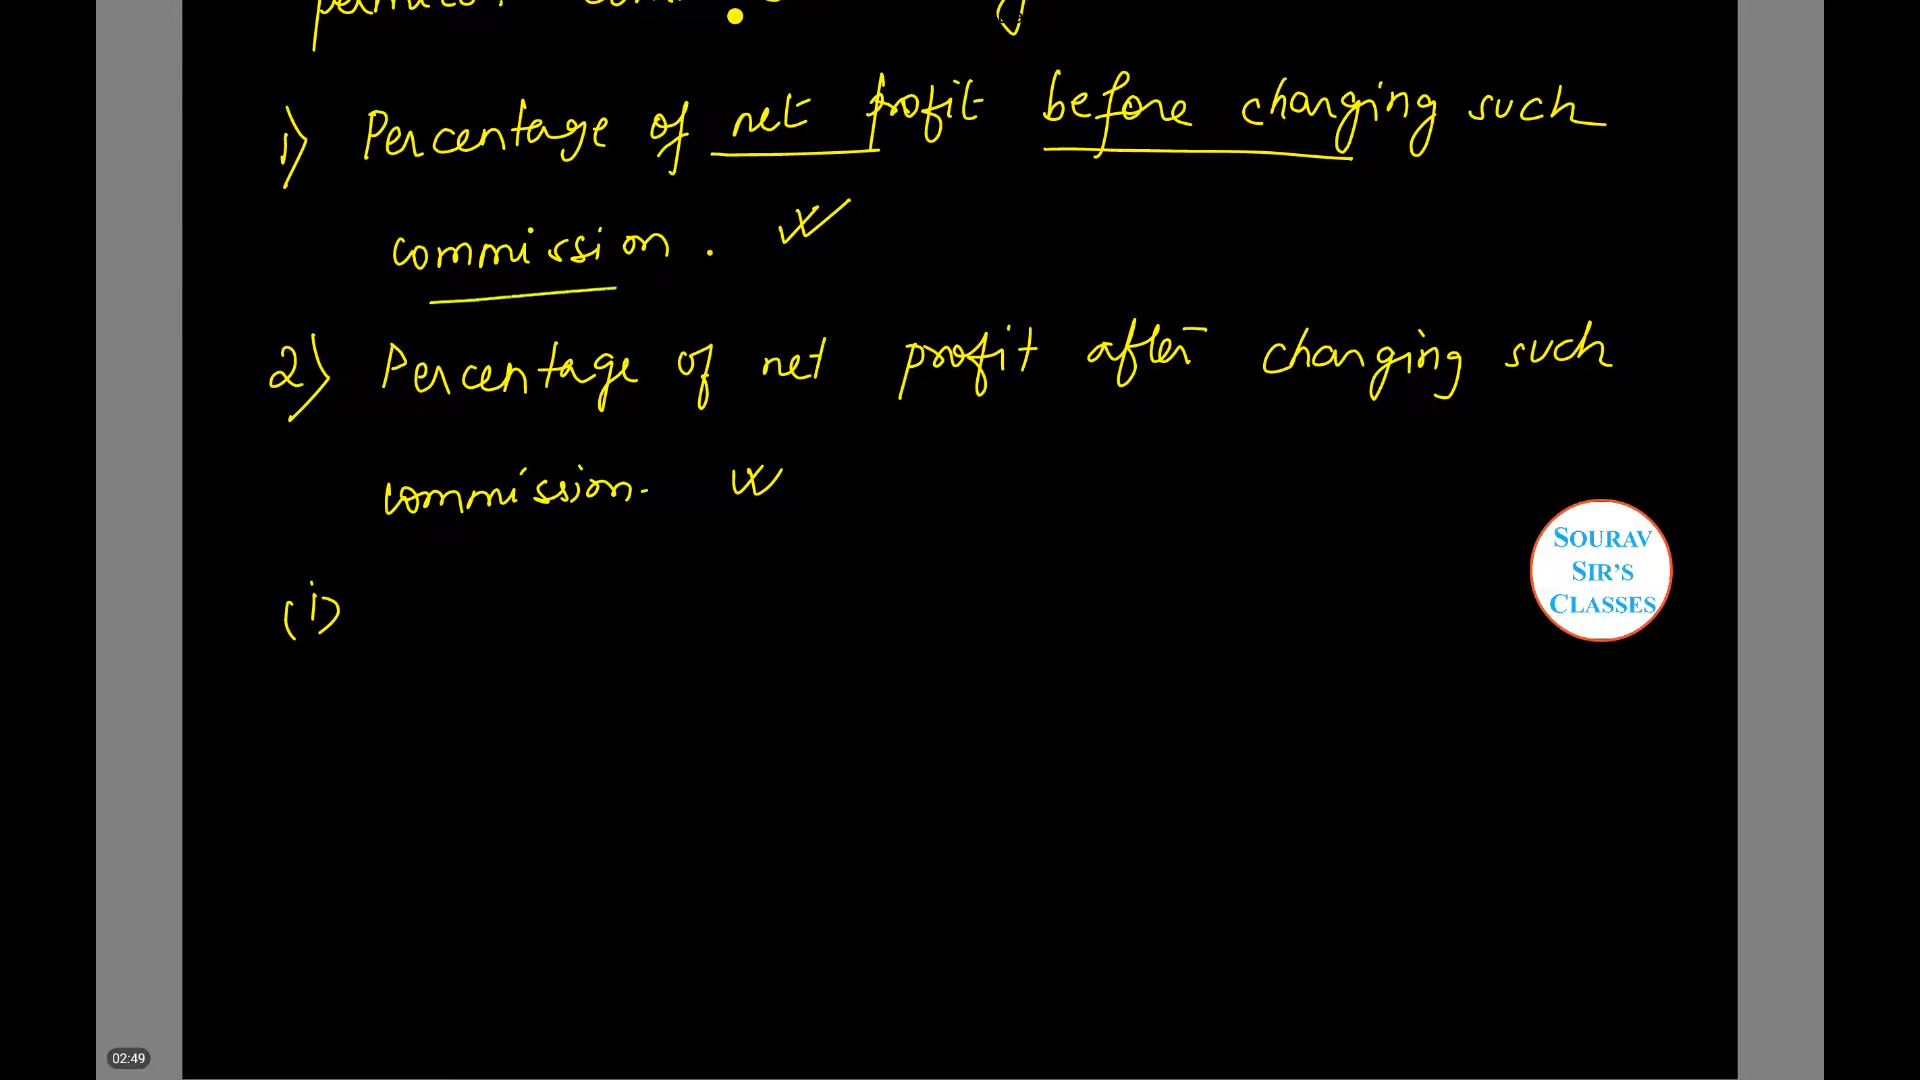 1) Percentage of net profit before charging such
commission.
2) Percentage of net profit after charging such
commission.
(i)
SOURAV
SIR'S
CLASSES
02:49